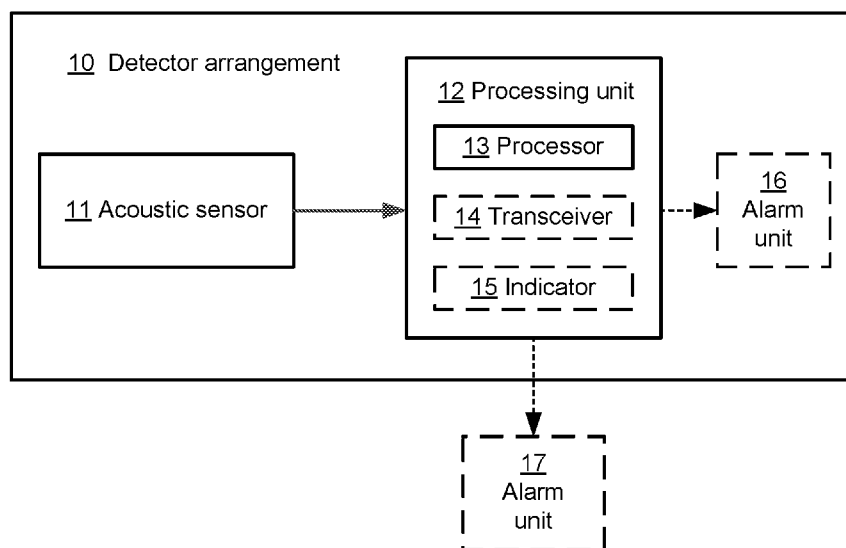 10 Detector arrangement
12 Processing unit
13 Processor
11 Acoustic sensor
14 Transceiver
15 Indicator
16
Alarm
unit
17
Alarm
unit